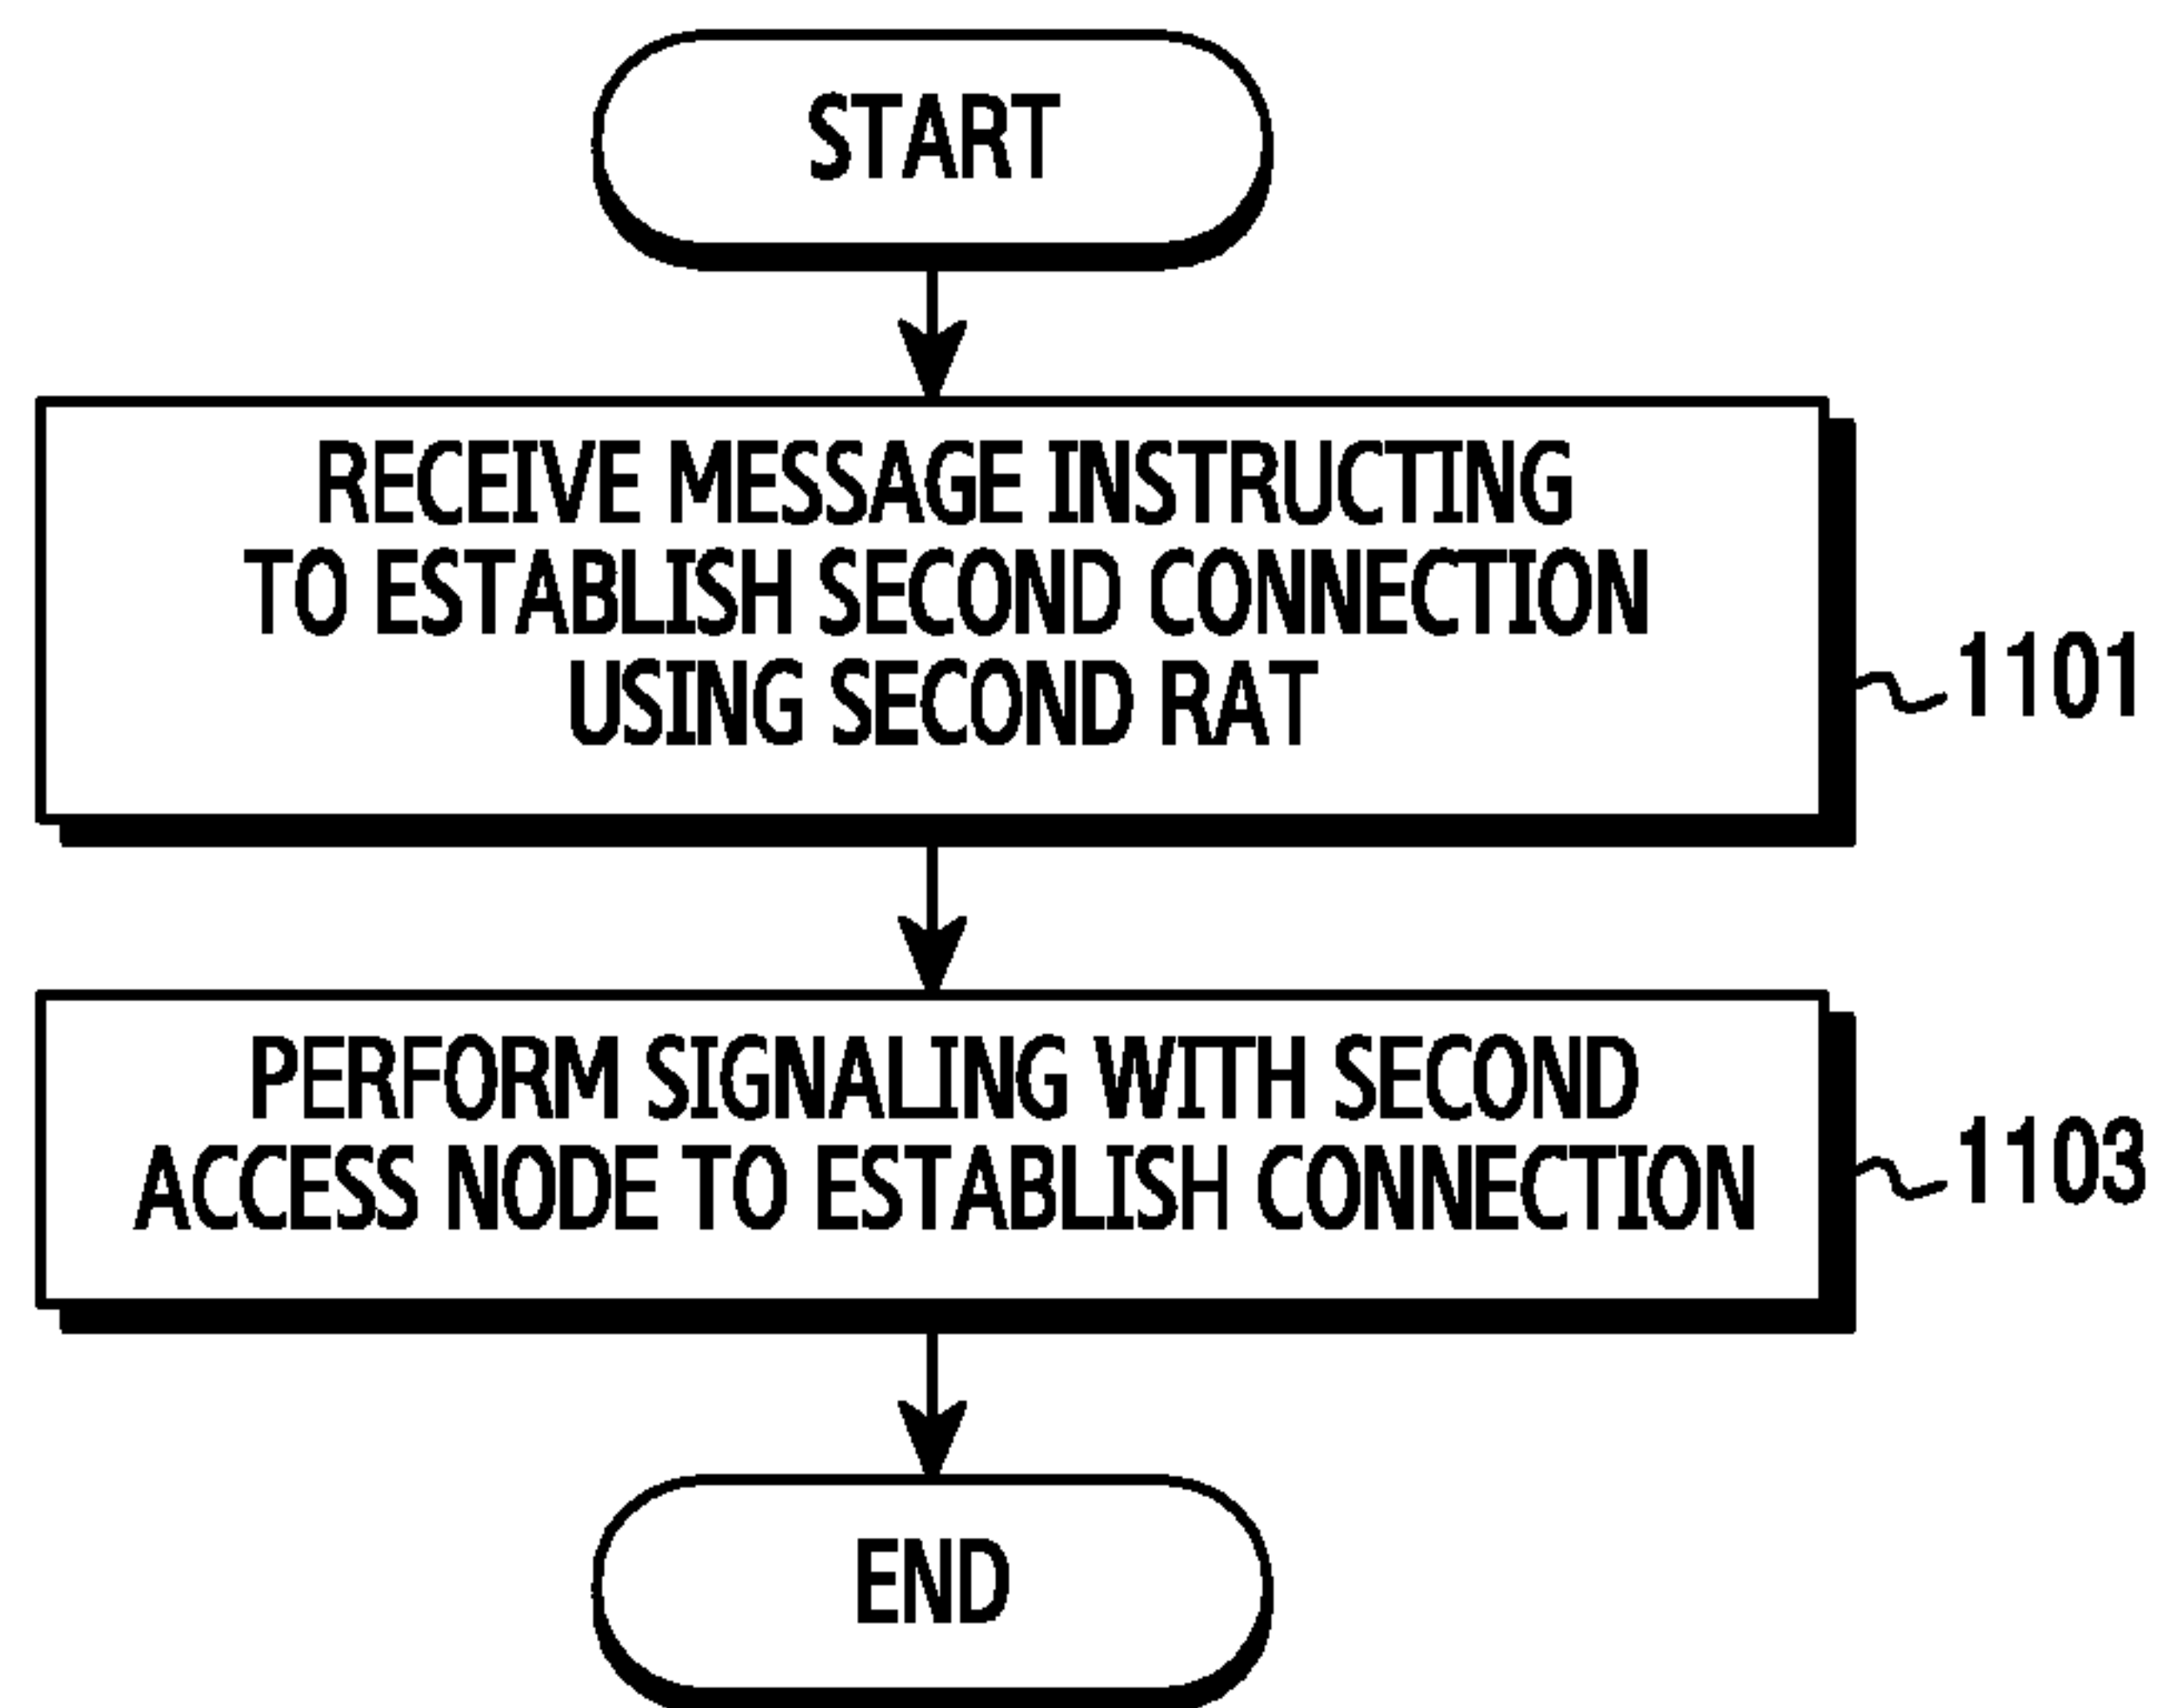 START
RECEIVE MESSAGE INSTRUCTING
TO ESTABLISH SECOND CONNECTION
USING SECOND RAT
1101
PERFORM SIGNALING WITH SECOND
ACCESS NODE TO ESTABLISH CONNECTION
1103
END